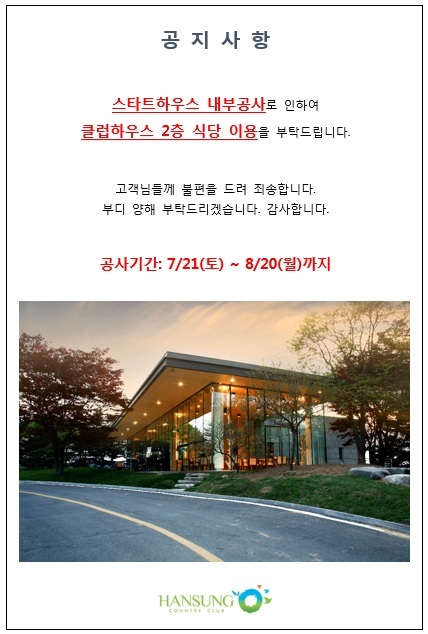 공 지 사 항
스타트하우스 내부공사로 인하여
클럽하우스 2층 식당 이용을 부탁드립니다.
고객님들께 불편을 드려 죄송합니다.
부디 양해 부탁드리겠습니다. 감사합니다.
공사기간: 7/21(토) ~ 8/20(월)까지
HANSUNG
COUNTRY CLUB